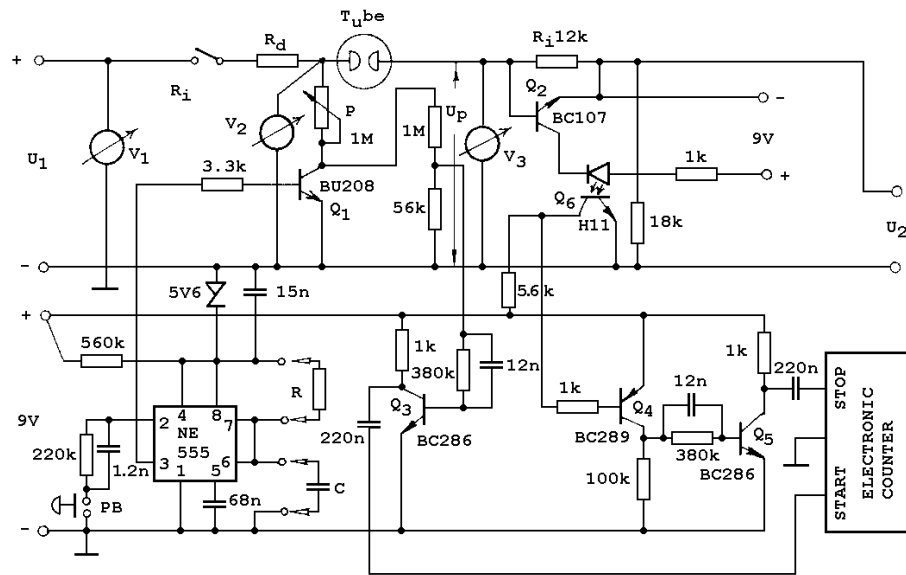 Tube
+
Ri
Rd
Ri12k
P
1M
Up
1M
Q2
BC107
-
9V
+
1k
U1
V1
V2
V3
3.3k
BU208
Q1
56k
Q6
H11
18k
U2
-
5V6
15n
5.6k
+
560k
1k
380k
12n
1k
220n
R
9V
2
4
8
7
NE
555
3
1
5
6
220k
1.2n
68n
C
PB
-
Q3
BC286
220n
1k
Q4
BC289
12n
380k
Q5
BC286
100k
STOP
START
ELECTRONIC
COUNTER